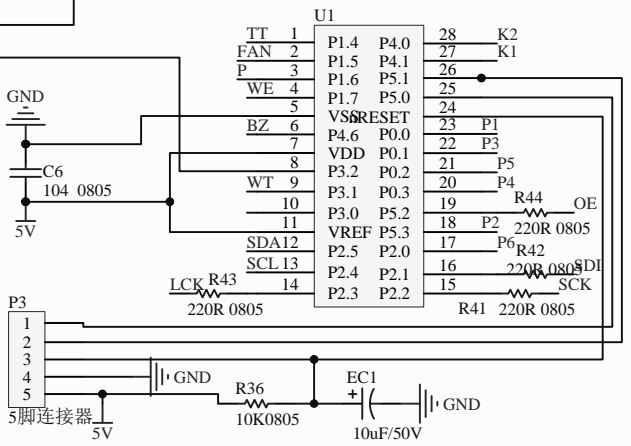 U1
TT 1 P1.4 P4.0 28 K2
FAN 2 P1.5 P4.1 27 K1
P 3 P1.6 P5.1 26
WE 4 P1.7 P5.0 25
5 VSS nRESET 24
BZ 6 P4.6 P0.0 23 P1
7 VDD P0.1 22 P3
8 P3.2 P0.2 21 P5
WT 9 P3.1 P0.3 20 P4
10 P3.0 P5.2 19 R44 OE
220R 0805
11 VREF P5.3 18 P2
SDA 12 P2.5 P2.0 17 P6 R42
220R 0805
SCL 13 P2.4 P2.1 16 SDI
LCK R43 14 P2.3 P2.2 15 SCK
220R 0805
R41 220R 0805
GND
C6
104 0805
5V
P3
1
2
3
4 GND
5
5脚连接器
5V
R36
10K0805
EC1
+
10uF/50V
GND